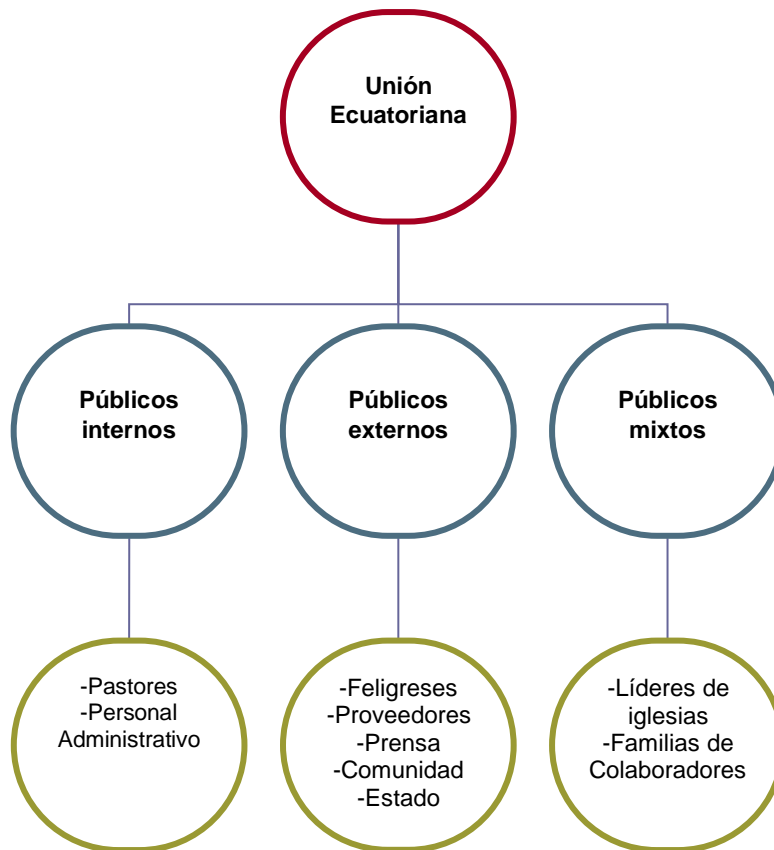 Unión
Ecuatoriana
Públicos
internos
Públicos
externos
Públicos
mixtos
-Pastores
-Personal
Administrativo
-Feligreses
-Proveedores
-Prensa
-Comunidad
-Estado
-Líderes de
iglesias
-Familias de
Colaboradores